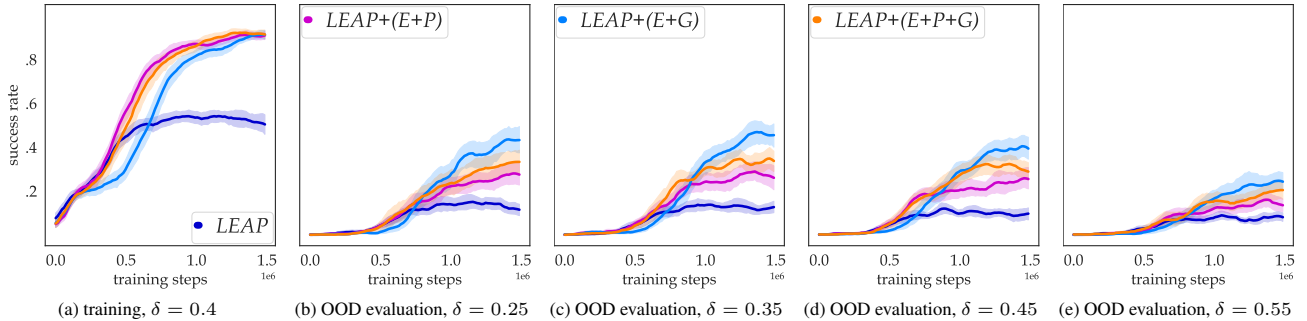 LEAP+(E+P)
LEAP+(E+G)
LEAP+(E+P+G)
success rate
.8
.6
.4
.2
LEAP
0.0 0.5 1.0 1.5
1e6
training steps
0.0 0.5 1.0 1.5
1e6
training steps
0.0 0.5 1.0 1.5
1e6
training steps
0.0 0.5 1.0 1.5
1e6
training steps
0.0 0.5 1.0 1.5
1e6
training steps
(a) training, δ = 0.4
(b) OOD evaluation, δ = 0.25
(c) OOD evaluation, δ = 0.35
(d) OOD evaluation, δ = 0.45
(e) OOD evaluation, δ = 0.55